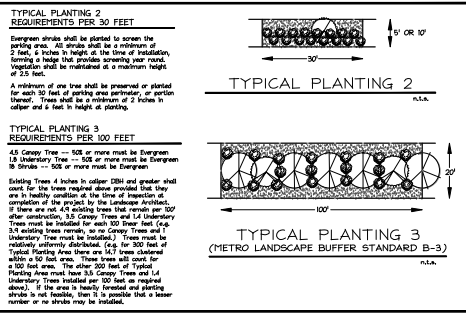 TYPICAL PLANTING 2
REQUIREMENTS PER 30 FEET
Evergreen shrubs shall be planted to screen the
parking area. All shrubs shall be a minimum of
2 feet, 6 inches in height at the time of installation,
forming a hedge that provides screening year round.
Vegetation shall be maintained at a maximum height
of 2.5 feet.
A minimum of one tree shall be preserved or planted
for each 30 feet of parking area perimeter, or portion
thereof. Trees shall be a minimum of 2 inches in
caliper and 6 feet in height at planting.
5' OR 10'
30'
TYPICAL PLANTING 2
n.t.s.
TYPICAL PLANTING 3
REQUIREMENTS PER 100 FEET
4.5 Canopy Tree -- 50% or more must be Evergreen
1.8 Understory Tree -- 50% or more must be Evergreen
18 Shrubs -- 50% or more must be Evergreen
Existing Trees 4 inches in caliper DBH and greater shall
count for the trees required above provided that they
are in healthy condition at the time of inspection at
completion of the project by the Landscape Architect.
If there are not 4.9 existing trees that remain per 100'
after construction, 3.5 Canopy Trees and 1.4 Understory
Trees must be installed for each 100 linear feet (e.g.
3.9 existing trees remain, so no Canopy Trees and 1
Understory Tree must be installed.) Trees must be
relatively uniformly distributed. (e.g. for 300 feet of
Typical Planting Area there are 14.7 trees clustered
within a 50 foot area. Those trees will count for
a 100 foot area. The other 200 feet of Typical
Planting Area must have 3.5 Canopy Trees and 1.4
Understory Trees installed per 100 feet as required
above). If the area is heavily forested and planting
shrubs is not feasible, then it is possible that a lesser
number or no shrubs may be installed.
20'
100'
TYPICAL PLANTING 3
(METRO LANDSCAPE BUFFER STANDARD B-3)
n.t.s.